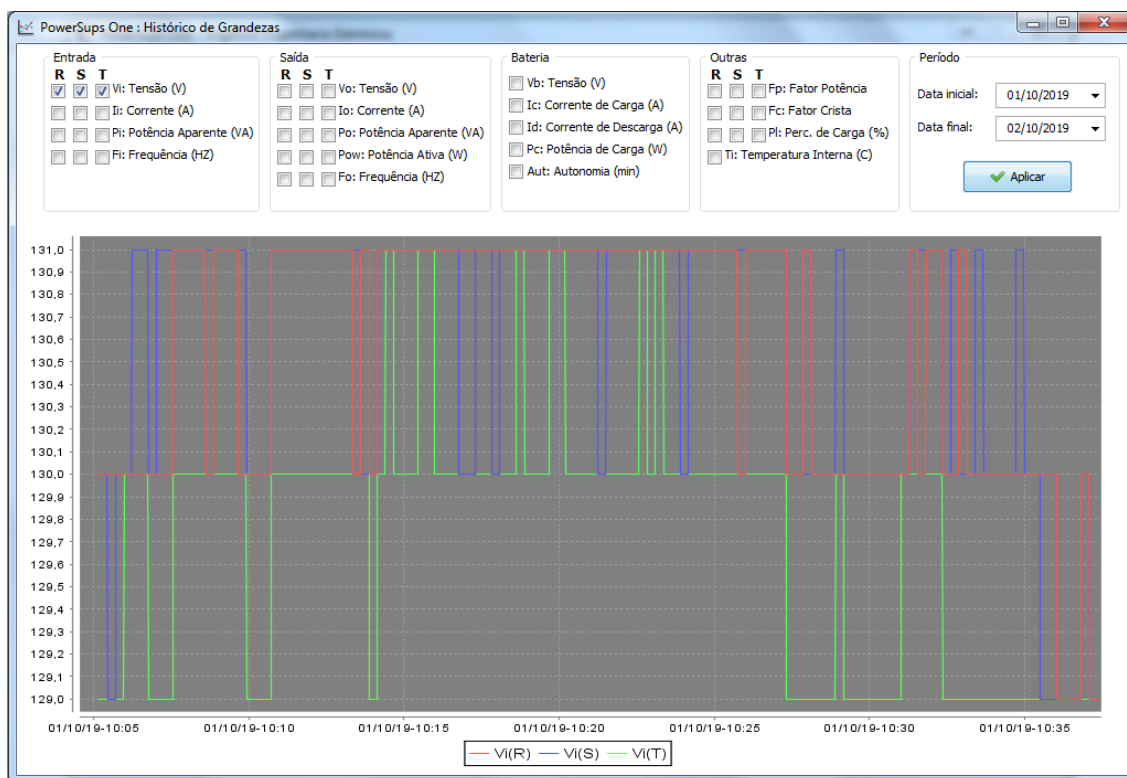 PowerSups One : Histórico de Grandezas
Entrada
R S T
Vi: Tensão (V)
Ii: Corrente (A)
Pi: Potência Aparente (VA)
Fi: Frequência (HZ)
Saída
R S T
Vo: Tensão (V)
Io: Corrente (A)
Po: Potência Aparente (VA)
Pow: Potência Ativa (W)
Fo: Frequência (HZ)
Bateria
Vb: Tensão (V)
Ic: Corrente de Carga (A)
Id: Corrente de Descarga (A)
Pc: Potência de Carga (W)
Aut: Autonomia (min)
Outras
R S T
Fp: Fator Potência
Fc: Fator Crista
Pl: Perc. de Carga (%)
Ti: Temperatura Interna (C)
Período
Data inicial: 01/10/2019
Data final: 02/10/2019
Aplicar
131,0
130,9
130,8
130,7
130,6
130,5
130,4
130,3
130,2
130,1
130,0
129,9
129,8
129,7
129,6
129,5
129,4
129,3
129,2
129,1
129,0
01/10/19-10:05 01/10/19-10:10 01/10/19-10:15 01/10/19-10:20 01/10/19-10:25 01/10/19-10:30 01/10/19-10:35
Vi(R) Vi(S) Vi(T)